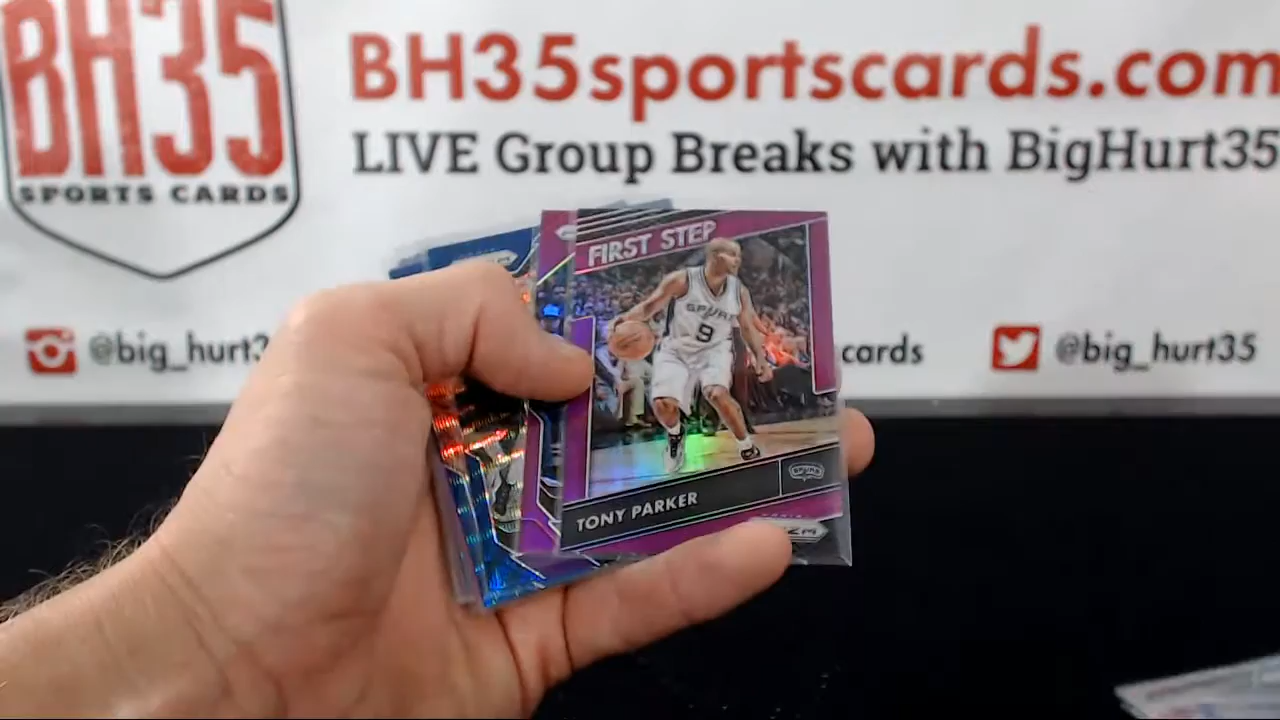 BH35
SPORTS CARDS
BH35sportscards.com
LIVE Group Breaks with BigHurt35
@big_hurt3
cards
@big_hurt35
FIRST STEP
SPURS
9
TONY PARKER